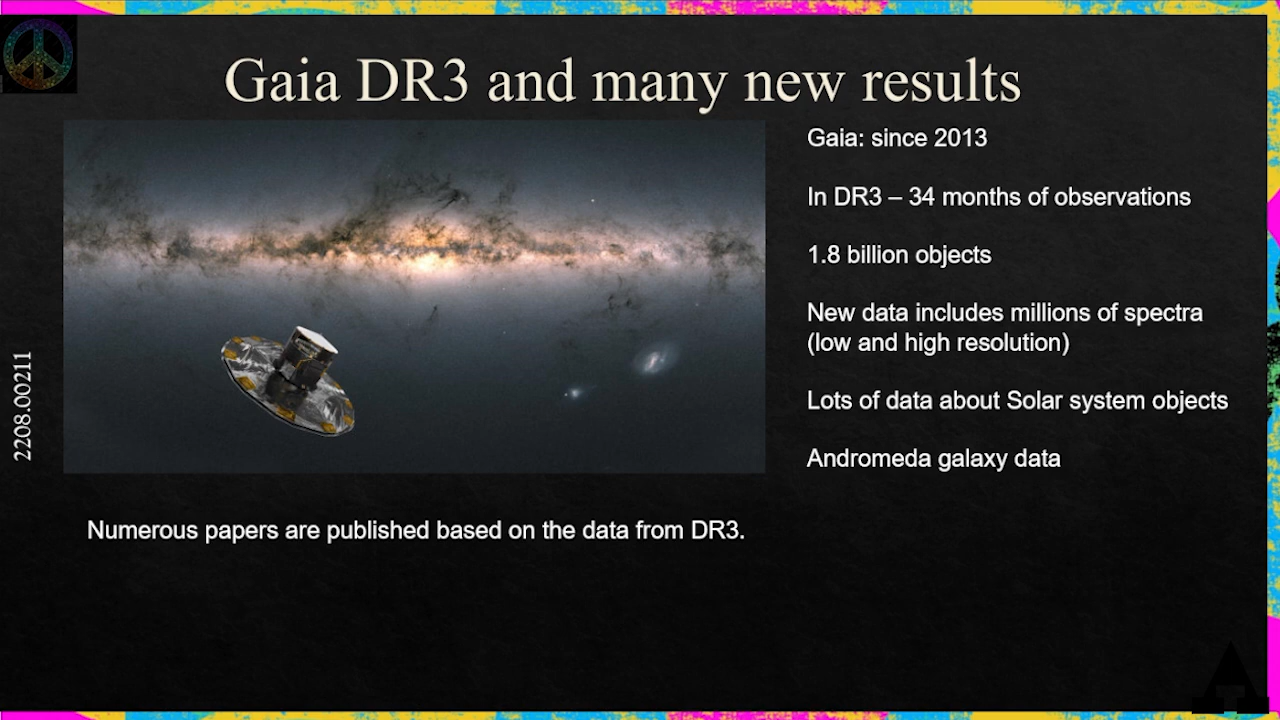 Gaia DR3 and many new results
Gaia: since 2013
In DR3 – 34 months of observations
1.8 billion objects
New data includes millions of spectra
(low and high resolution)
Lots of data about Solar system objects
Andromeda galaxy data
2208.00211
Numerous papers are published based on the data from DR3.